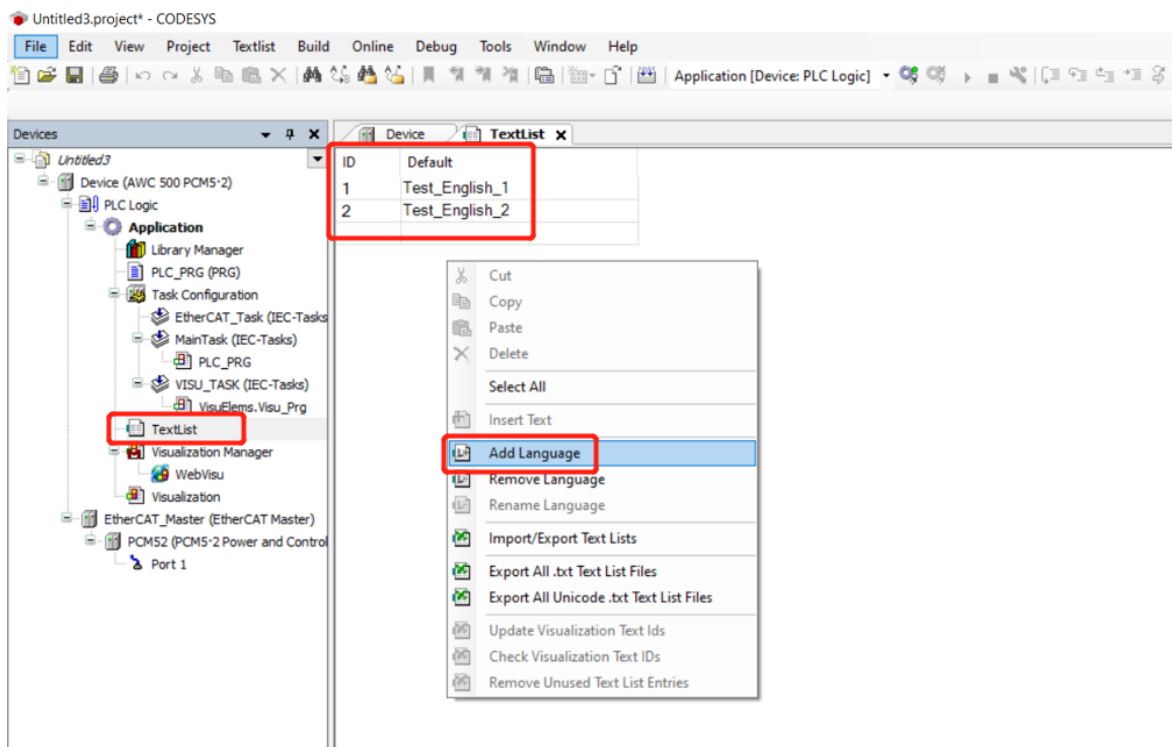 Untitled3.project* - CODESYS
File Edit View Project Textlist Build Online Debug Tools Window Help
Application [Device: PLC Logic]
Devices
Device TextList
Untitled3
Device (AWC 500 PCM5·2)
PLC Logic
Application
Library Manager
PLC_PRG (PRG)
Task Configuration
EtherCAT_Task (IEC-Tasks
MainTask (IEC-Tasks)
PLC_PRG
VISU_TASK (IEC-Tasks)
VisuElems.Visu_Prg
TextList
Visualization Manager
WebVisu
Visualization
EtherCAT_Master (EtherCAT Master)
PCM52 (PCM5·2 Power and Control
Port 1
ID Default
1 Test_English_1
2 Test_English_2
Cut
Copy
Paste
Delete
Select All
Insert Text
Add Language
Remove Language
Rename Language
Import/Export Text Lists
Export All .txt Text List Files
Export All Unicode .txt Text List Files
Update Visualization Text Ids
Check Visualization Text IDs
Remove Unused Text List Entries